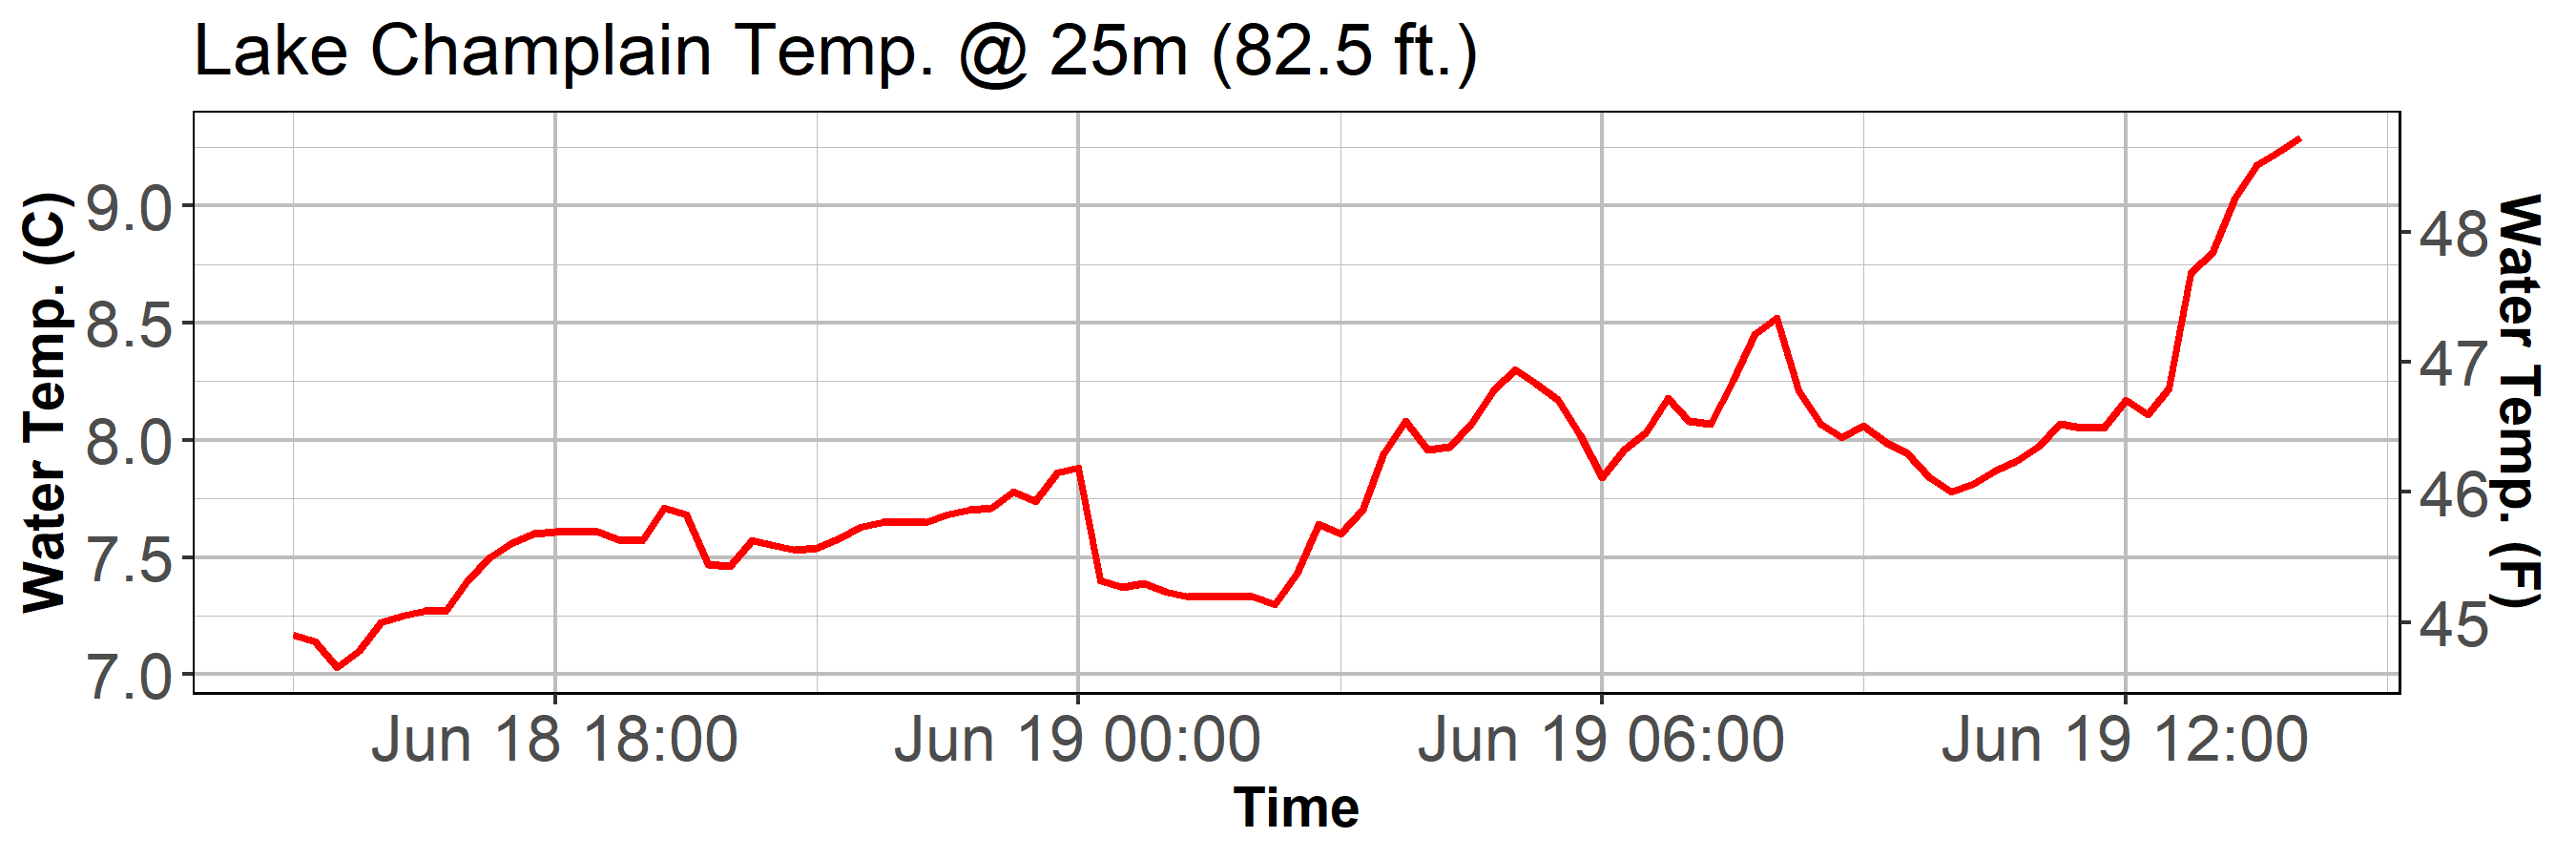 Lake Champlain Temp. @ 25m (82.5 ft.)
Water Temp. (C)
9.0
8.5
8.0
7.5
7.0
48
47
46
45
Water Temp. (F)
Jun 18 18:00 Jun 19 00:00 Jun 19 06:00 Jun 19 12:00
Time